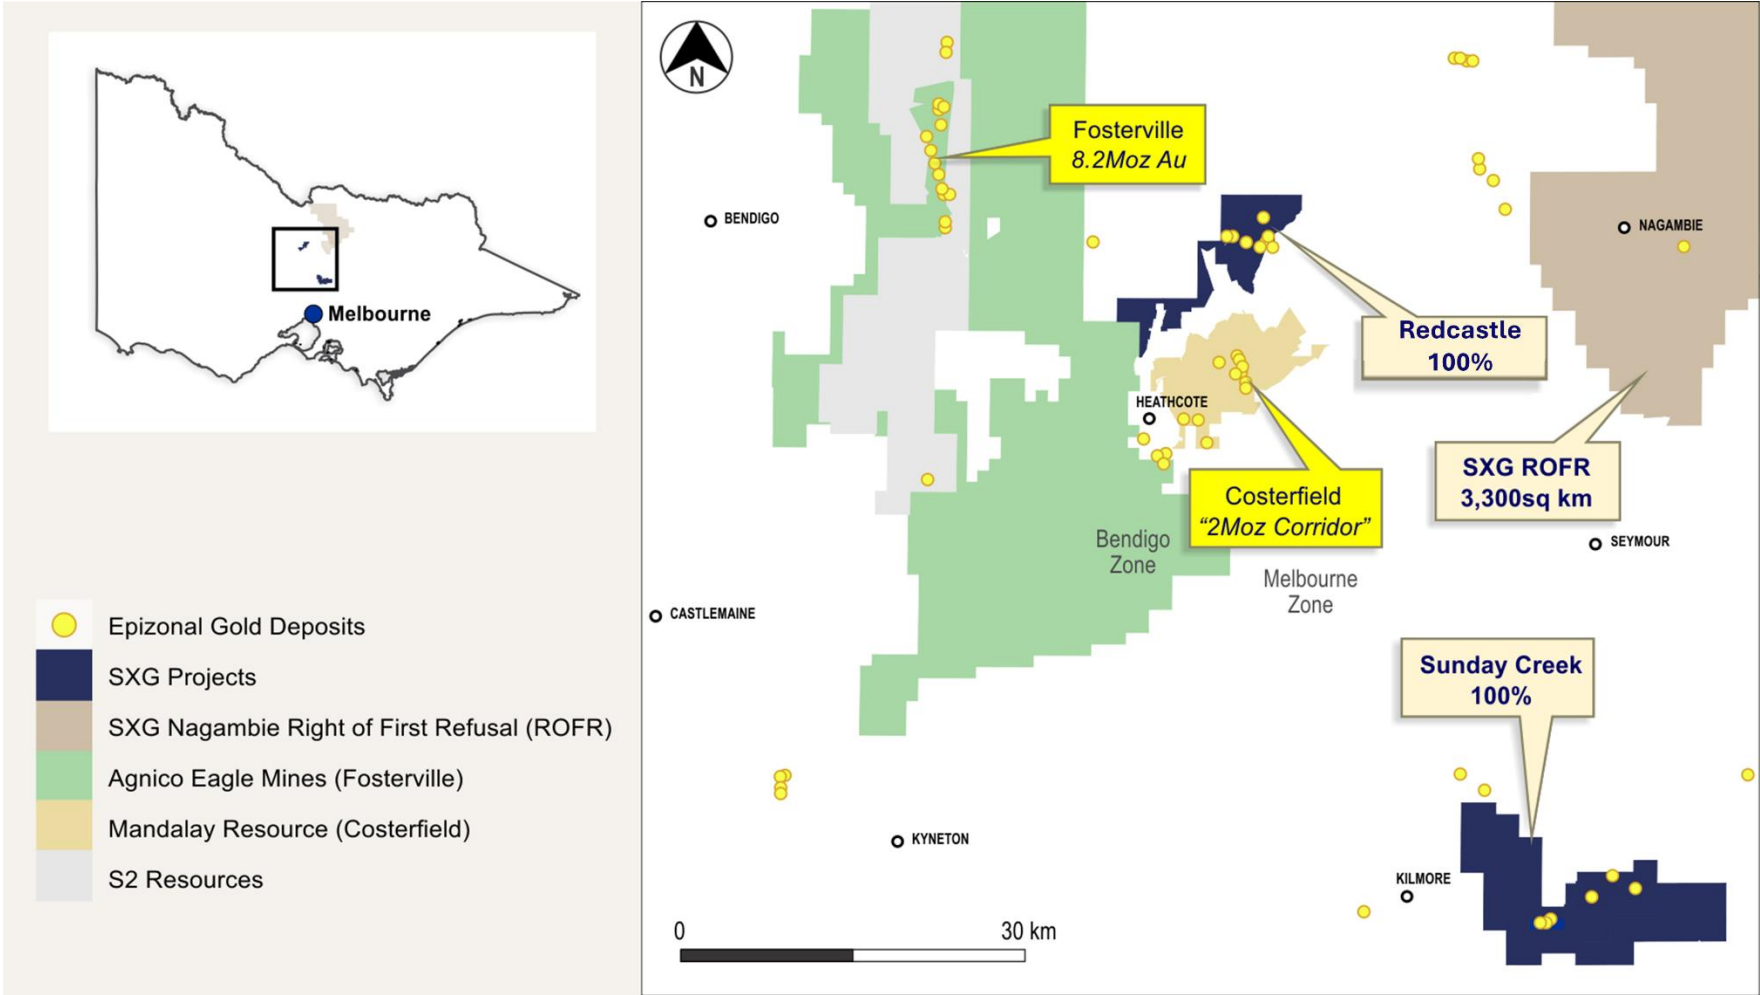 Melbourne
Epizonal Gold Deposits
SXG Projects
SXG Nagambie Right of First Refusal (ROFR)
Agnico Eagle Mines (Fosterville)
Mandalay Resource (Costerfield)
S2 Resources
N
Fosterville
8.2Moz Au
BENDIGO
NAGAMBIE
Redcastle
100%
HEATHCOTE
SXG ROFR
3,300sq km
Costerfield
“2Moz Corridor”
Bendigo
Zone
SEYMOUR
Melbourne
Zone
CASTLEMAINE
Sunday Creek
100%
KYNETON
KILMORE
0
30 km